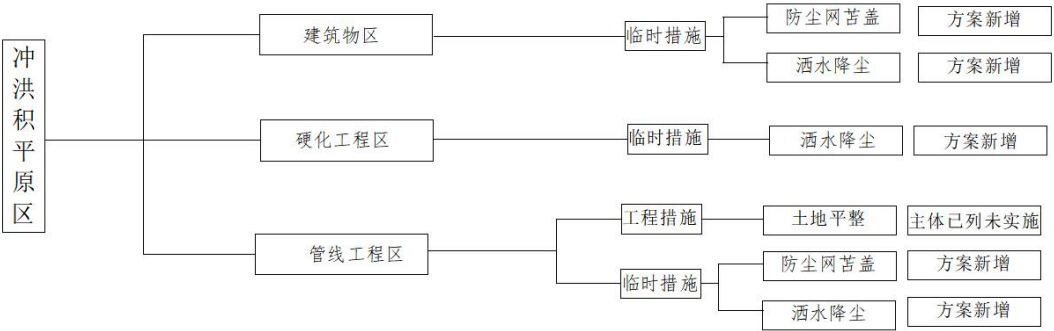 冲洪积平原区
建筑物区
临时措施
防尘网苫盖
方案新增
洒水降尘
方案新增
硬化工程区
临时措施
洒水降尘
方案新增
管线工程区
工程措施
土地平整
主体已列未实施
临时措施
防尘网苫盖
方案新增
洒水降尘
方案新增